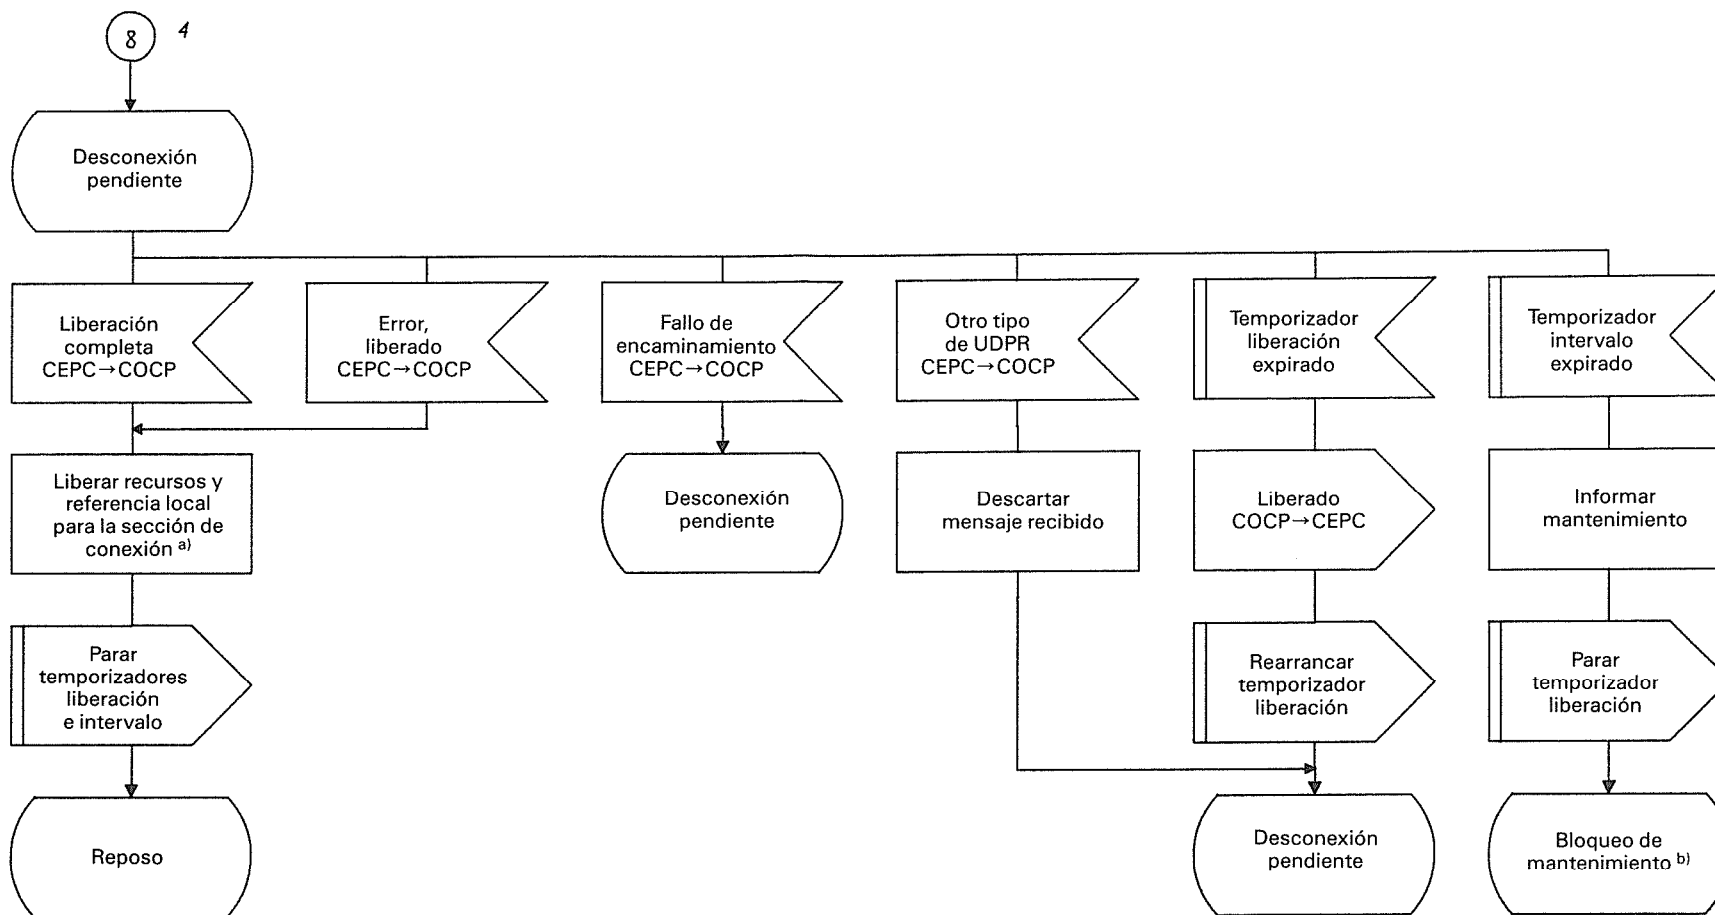 8
4
Desconexión
pendiente
Liberación
completa
CEPC→COCP
Error,
liberado
CEPC→COCP
Fallo de
encaminamiento
CEPC→COCP
Otro tipo
de UDPR
CEPC→COCP
Temporizador
liberación
expirado
Temporizador
intervalo
expirado
Liberar recursos y
referencia local
para la sección de
conexión a)
Desconexión
pendiente
Descartar
mensaje recibido
Liberado
COCP→CEPC
Informar
mantenimiento
Parar
temporizadores
liberación
e intervalo
Rearrancar
temporizador
liberación
Parar
temporizador
liberación
Reposo
Desconexión
pendiente
Bloqueo de
mantenimiento b)